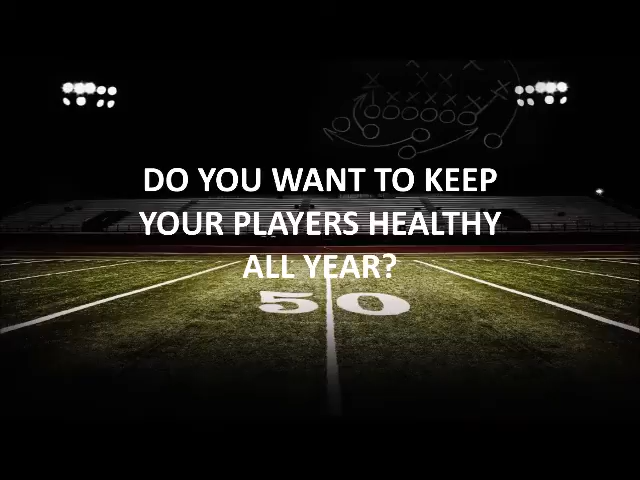 DO YOU WANT TO KEEP
YOUR PLAYERS HEALTHY
ALL YEAR?
50